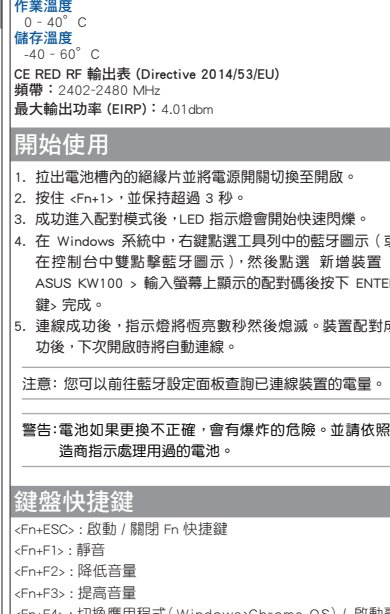 作業溫度
0 - 40°C
儲存溫度
-40 - 60°C
CE RED RF 輸出表 (Directive 2014/53/EU)
頻帶：2402-2480 MHz
最大輸出功率 (EIRP)：4.01dbm
開始使用
1. 拉出電池槽內的絕緣片並將電源開關切換至開啟。
2. 按住 <Fn+1>，並保持超過 3 秒。
3. 成功進入配對模式後，LED 指示燈會開始快速閃爍。
4. 在 Windows 系統中，右鍵點選工具列中的藍牙圖示（
在控制台中雙點擊藍牙圖示），然後點選 新增裝置
ASUS KW100 > 輸入螢幕上顯示的配對碼後按下 ENTE
鍵> 完成。
5. 連線成功後，指示燈將恆亮數秒然後熄滅。裝置配對成
功後，下次開啟時將自動連線。
注意：您可以前往藍牙設定面板查詢已連線裝置的電量。
警告：電池如果更換不正確，會有爆炸的危險。並請依照
造商指示處理用過的電池。
鍵盤快捷鍵
<Fn+ESC>：啟動 / 關閉 Fn 快捷鍵
<Fn+F1>：靜音
<Fn+F2>：降低音量
<Fn+F3>：提高音量
<Fn+F4>：切換應用程式(Windows>Chrome OS) / 啟動